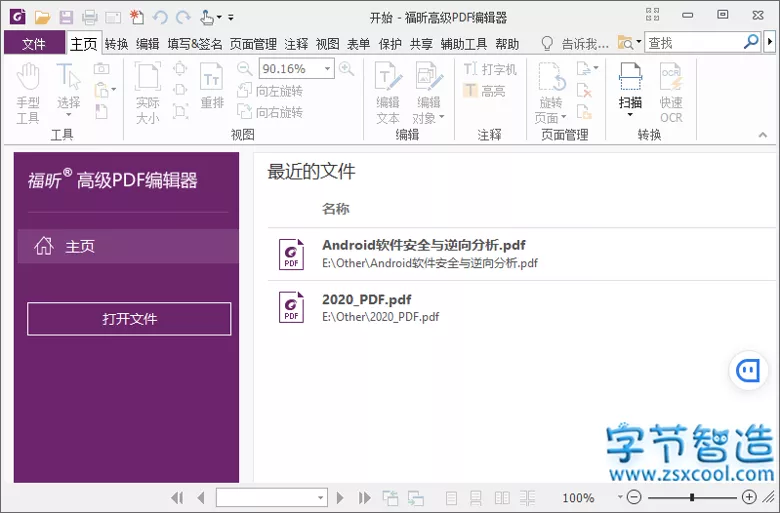 开始 - 福昕高级PDF编辑器
文件 主页 转换 编辑 填写&签名 页面管理 注释 视图 表单 保护 共享 辅助工具 帮助 告诉我... 查找
手型工具
选择
实际大小
重排
90.16%
向左旋转
向右旋转
编辑文本
编辑对象
打字机
高亮
旋转页面
扫描
OCR
快速OCR
工具 视图 编辑 注释 页面管理 转换
福昕® 高级PDF编辑器
主页
打开文件
最近的文件
名称
PDF
Android软件安全与逆向分析.pdf
E:\Other\Android软件安全与逆向分析.pdf
PDF
2020_PDF.pdf
E:\Other\2020_PDF.pdf
字节智造
www.zsxcool.com
100%